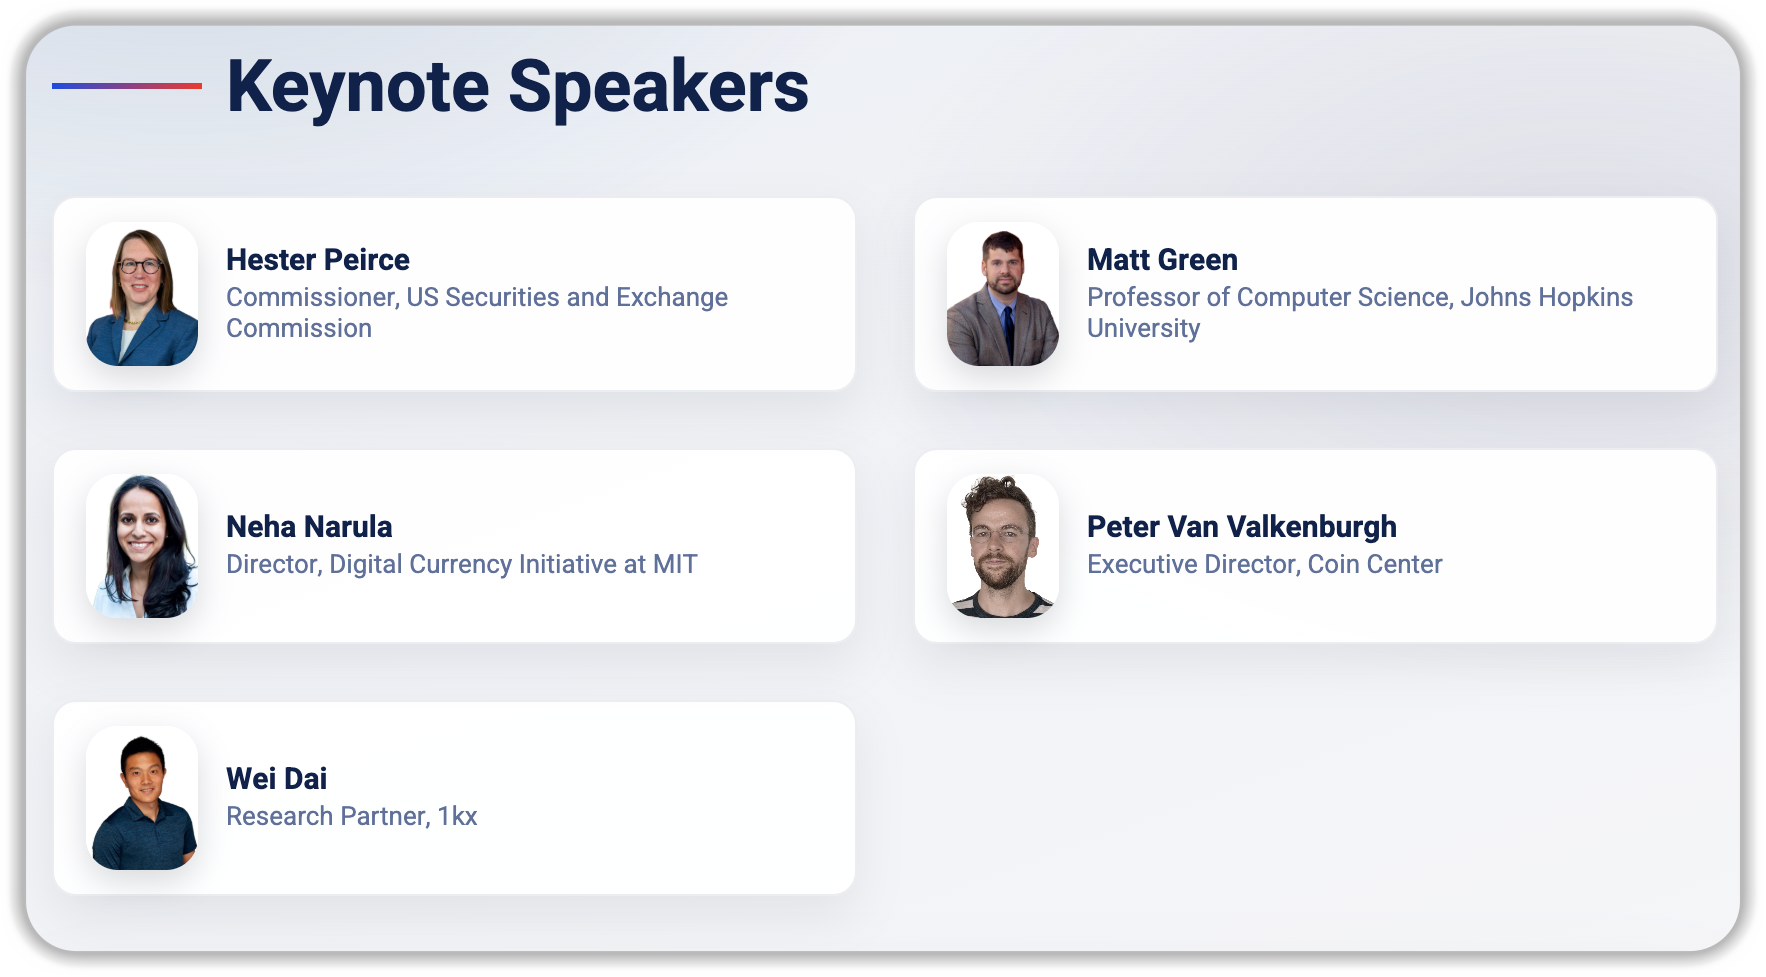 Keynote Speakers
Hester Peirce
Commissioner, US Securities and Exchange
Commission
Matt Green
Professor of Computer Science, Johns Hopkins
University
Neha Narula
Director, Digital Currency Initiative at MIT
Peter Van Valkenburgh
Executive Director, Coin Center
Wei Dai
Research Partner, 1kx